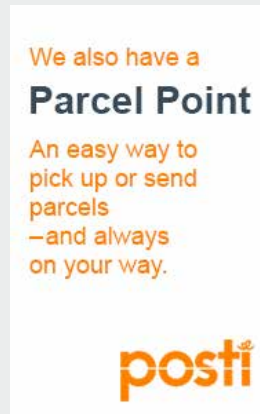 We also have a
Parcel Point
An easy way to
pick up or send
parcels
–and always
on your way.
posti